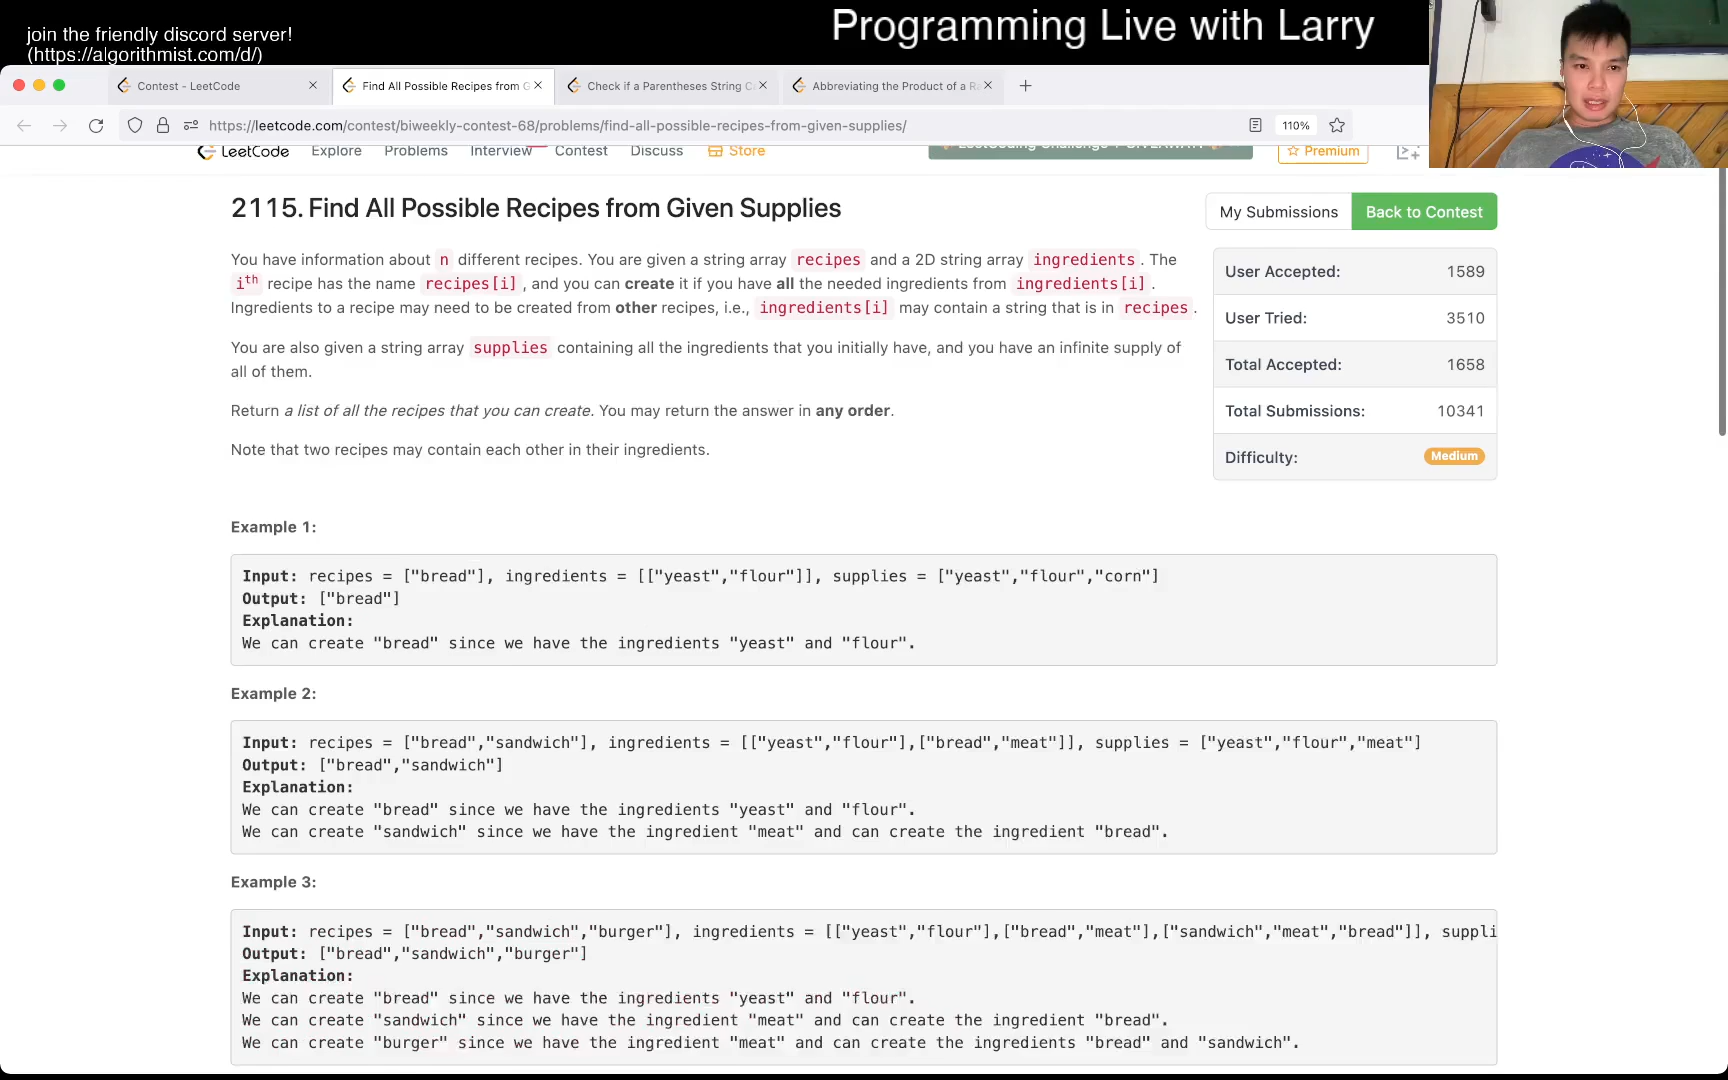 join the friendly discord server!
(https://algorithmist.com/d/)
Programming Live with Larry
Contest - LeetCode
Find All Possible Recipes from G
Check if a Parentheses String C
Abbreviating the Product of a R
https://leetcode.com/contest/biweekly-contest-68/problems/find-all-possible-recipes-from-given-supplies/
110%
LeetCode Explore Problems Interview Contest Discuss Store
Premium
2115. Find All Possible Recipes from Given Supplies
My Submissions
Back to Contest
You have information about n different recipes. You are given a string array recipes and a 2D string array ingredients. The
ith recipe has the name recipes[i], and you can create it if you have all the needed ingredients from ingredients[i].
Ingredients to a recipe may need to be created from other recipes, i.e., ingredients[i] may contain a string that is in recipes.
You are also given a string array supplies containing all the ingredients that you initially have, and you have an infinite supply of
all of them.
Return a list of all the recipes that you can create. You may return the answer in any order.
Note that two recipes may contain each other in their ingredients.
User Accepted: 1589
User Tried: 3510
Total Accepted: 1658
Total Submissions: 10341
Difficulty: Medium
Example 1:
Input: recipes = ["bread"], ingredients = [["yeast","flour"]], supplies = ["yeast","flour","corn"]
Output: ["bread"]
Explanation:
We can create "bread" since we have the ingredients "yeast" and "flour".
Example 2:
Input: recipes = ["bread","sandwich"], ingredients = [["yeast","flour"],["bread","meat"]], supplies = ["yeast","flour","meat"]
Output: ["bread","sandwich"]
Explanation:
We can create "bread" since we have the ingredients "yeast" and "flour".
We can create "sandwich" since we have the ingredient "meat" and can create the ingredient "bread".
Example 3:
Input: recipes = ["bread","sandwich","burger"], ingredients = [["yeast","flour"],["bread","meat"],["sandwich","meat","bread"]], suppli
Output: ["bread","sandwich","burger"]
Explanation:
We can create "bread" since we have the ingredients "yeast" and "flour".
We can create "sandwich" since we have the ingredient "meat" and can create the ingredient "bread".
We can create "burger" since we have the ingredient "meat" and can create the ingredients "bread" and "sandwich".